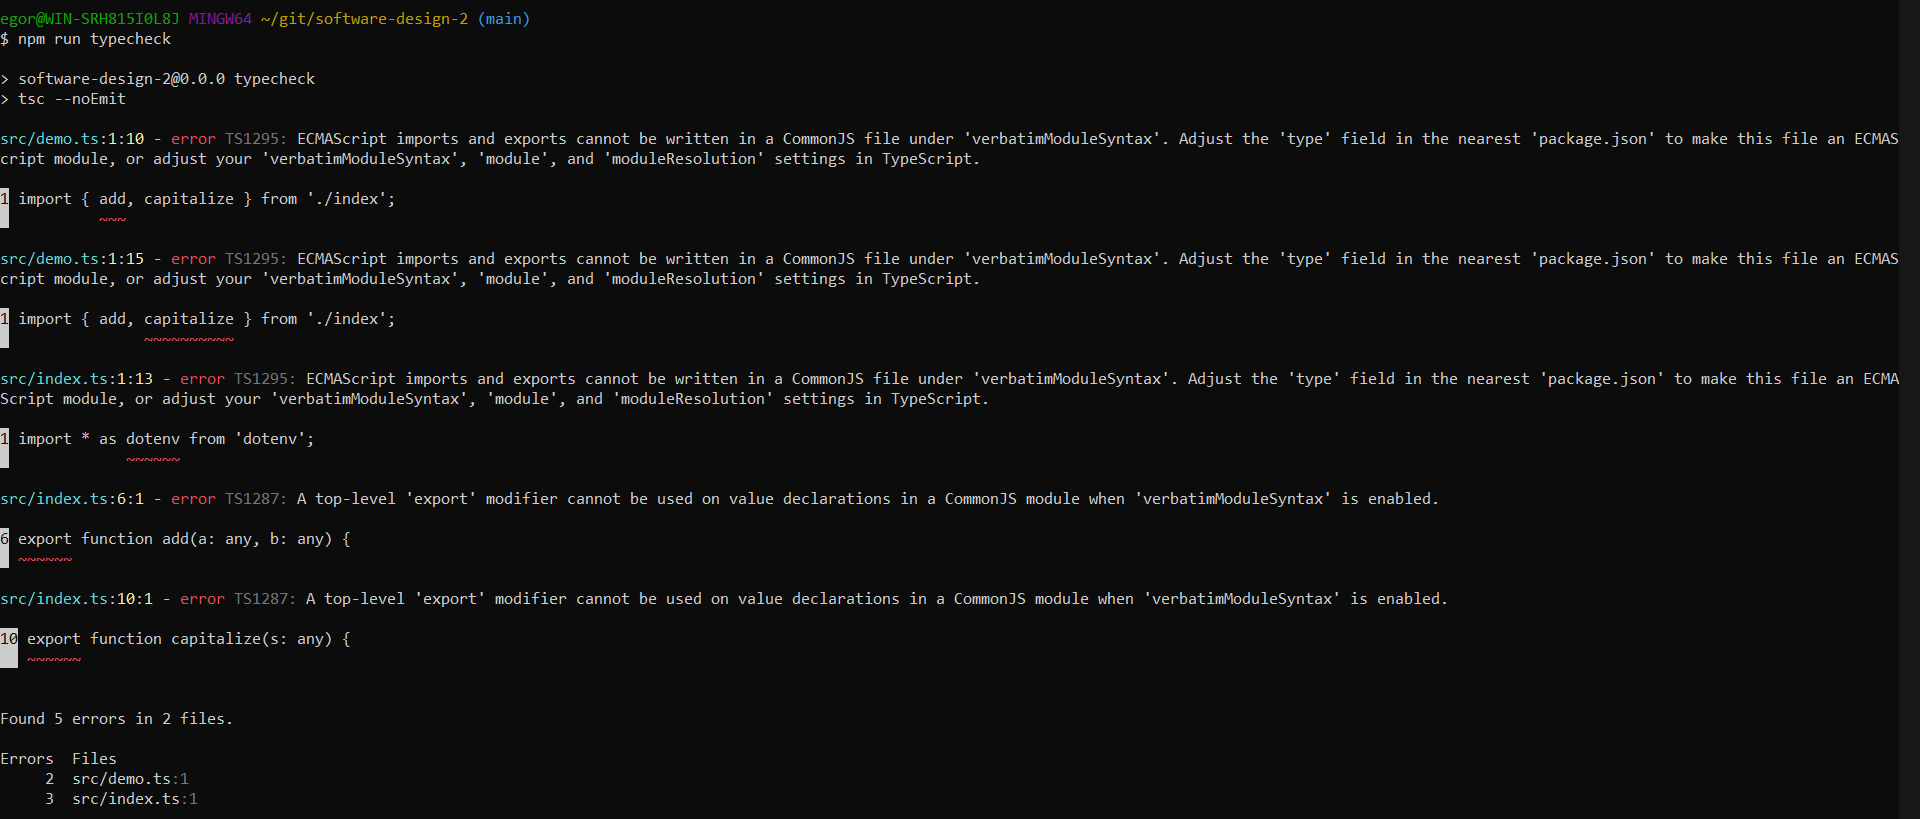 egor@WIN-SRH815I0L8J MINGW64 ~/git/software-design-2 (main)
$ npm run typecheck
> software-design-2@0.0.0 typecheck
> tsc --noEmit
src/demo.ts:1:10 - error TS1295: ECMAScript imports and exports cannot be written in a CommonJS file under 'verbatimModuleSyntax'. Adjust the 'type' field in the nearest 'package.json' to make this file an ECMAS
cript module, or adjust your 'verbatimModuleSyntax', 'module', and 'moduleResolution' settings in TypeScript.
1 import { add, capitalize } from './index';
~~~
src/demo.ts:1:15 - error TS1295: ECMAScript imports and exports cannot be written in a CommonJS file under 'verbatimModuleSyntax'. Adjust the 'type' field in the nearest 'package.json' to make this file an ECMAS
cript module, or adjust your 'verbatimModuleSyntax', 'module', and 'moduleResolution' settings in TypeScript.
1 import { add, capitalize } from './index';
~~~~~~~~~~
src/index.ts:1:13 - error TS1295: ECMAScript imports and exports cannot be written in a CommonJS file under 'verbatimModuleSyntax'. Adjust the 'type' field in the nearest 'package.json' to make this file an ECMA
Script module, or adjust your 'verbatimModuleSyntax', 'module', and 'moduleResolution' settings in TypeScript.
1 import * as dotenv from 'dotenv';
~~~~~~
src/index.ts:6:1 - error TS1287: A top-level 'export' modifier cannot be used on value declarations in a CommonJS module when 'verbatimModuleSyntax' is enabled.
6 export function add(a: any, b: any) {
~~~~~~
src/index.ts:10:1 - error TS1287: A top-level 'export' modifier cannot be used on value declarations in a CommonJS module when 'verbatimModuleSyntax' is enabled.
10 export function capitalize(s: any) {
~~~~~~
Found 5 errors in 2 files.
Errors  Files
2  src/demo.ts:1
3  src/index.ts:1